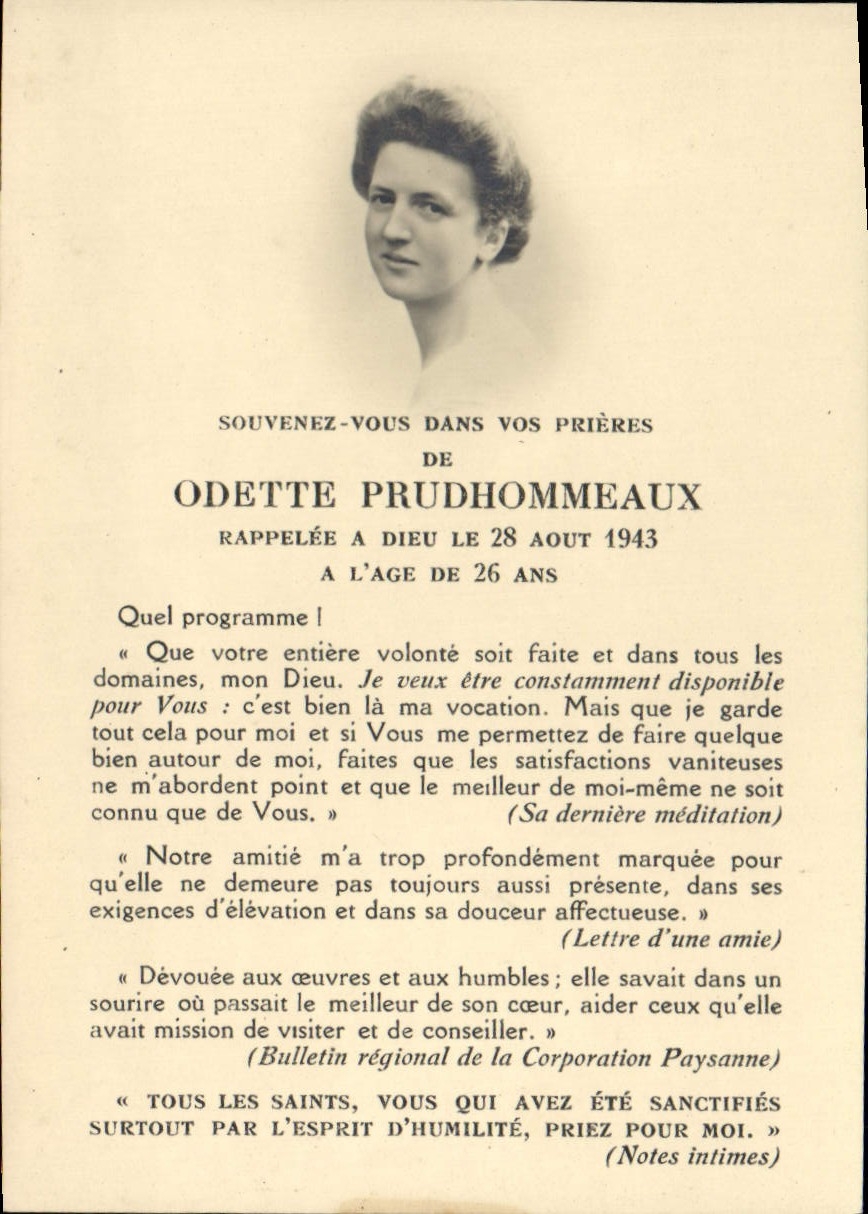 SOUVENEZ-VOUS DANS VOS PRIÈRES
DE
ODETTE PRUDHOMMEAUX
RAPPELÉE A DIEU LE 28 AOUT 1943
A L'AGE DE 26 ANS
Quel programme !
« Que votre entière volonté soit faite et dans tous les
domaines, mon Dieu. Je veux être constamment disponible
pour Vous : c'est bien là ma vocation. Mais que je garde
tout cela pour moi et si Vous me permettez de faire quelque
bien autour de moi, faites que les satisfactions vaniteuses
ne m'abordent point et que le meilleur de moi-même ne soit
connu que de Vous. » (Sa dernière méditation)
« Notre amitié m'a trop profondément marquée pour
qu'elle ne demeure pas toujours aussi présente, dans ses
exigences d'élévation et dans sa douceur affectueuse. »
(Lettre d'une amie)
« Dévouée aux œuvres et aux humbles ; elle savait dans un
sourire où passait le meilleur de son cœur, aider ceux qu'elle
avait mission de visiter et de conseiller. »
(Bulletin régional de la Corporation Paysanne)
« TOUS LES SAINTS, VOUS QUI AVEZ ÉTÉ SANCTIFIÉS
SURTOUT PAR L'ESPRIT D'HUMILITÉ, PRIEZ POUR MOI. »
(Notes intimes)